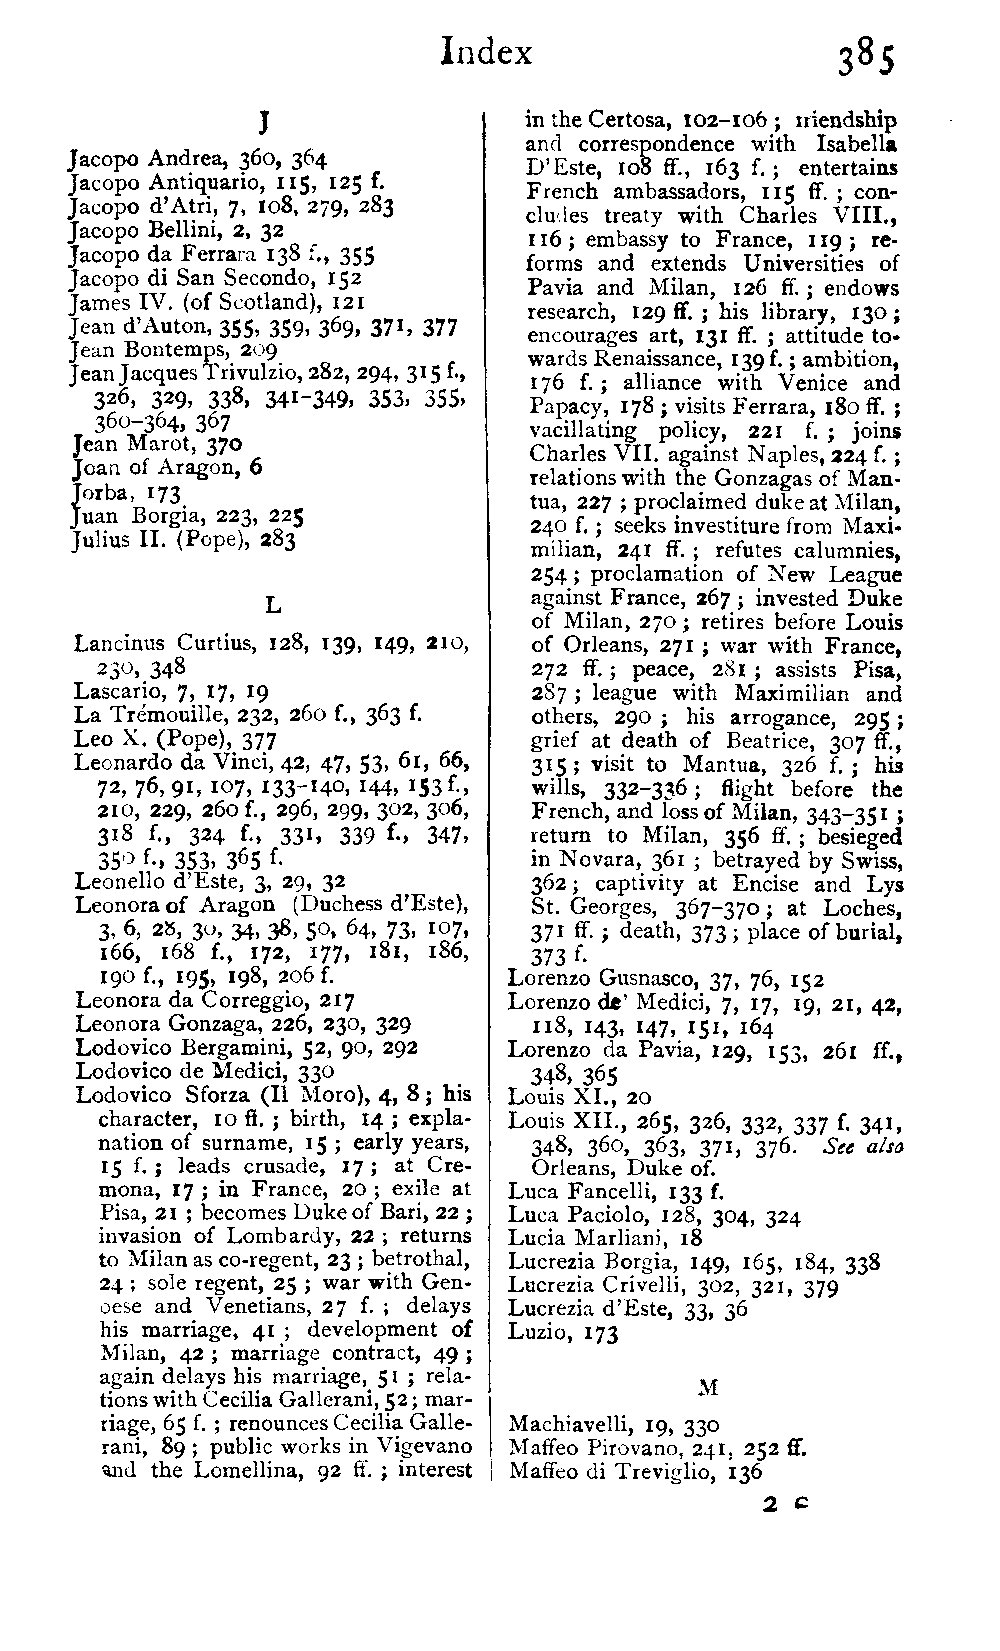 Index 385
J
Jacopo Andrea, 360, 364
Jacopo Antiquario, 115, 125 f.
Jacopo d'Atri, 7, 108, 279, 283
Jacopo Bellini, 2, 32
Jacopo da Ferrara 138 f., 355
Jacopo di San Secondo, 152
James IV. (of Scotland), 121
Jean d'Auton, 355, 359, 369, 371, 377
Jean Bontemps, 209
Jean Jacques Trivulzio, 282, 294, 315 f.,
326, 329, 338, 341-349, 353, 355,
360-364, 367
Jean Marot, 370
Joan of Aragon, 6
Jorba, 173
Juan Borgia, 223, 225
Julius II. (Pope), 283
L
Lancinus Curtius, 128, 139, 149, 210,
230, 348
Lascario, 7, 17, 19
La Trémouille, 232, 260 f., 363 f.
Leo X. (Pope), 377
Leonardo da Vinci, 42, 47, 53, 61, 66,
72, 76, 91, 107, 133-140, 144, 153 f.,
210, 229, 260 f., 296, 299, 302, 306,
318 f., 324 f., 331, 339 f., 347,
350 f., 353, 365 f.
Leonello d'Este, 3, 29, 32
Leonora of Aragon (Duchess d'Este),
3, 6, 28, 30, 34, 38, 50, 64, 73, 107,
166, 168 f., 172, 177, 181, 186,
190 f., 195, 198, 206 f.
Leonora da Correggio, 217
Leonora Gonzaga, 226, 230, 329
Lodovico Bergamini, 52, 90, 292
Lodovico de Medici, 330
Lodovico Sforza (Il Moro), 4, 8; his
character, 10 ff. ; birth, 14 ; expla-
nation of surname, 15 ; early years,
15 f. ; leads crusade, 17 ; at Cre-
mona, 17 ; in France, 20 ; exile at
Pisa, 21 ; becomes Duke of Bari, 22 ;
invasion of Lombardy, 22 ; returns
to Milan as co-regent, 23 ; betrothal,
24 ; sole regent, 25 ; war with Gen-
oese and Venetians, 27 f. ; delays
his marriage, 41 ; development of
Milan, 42 ; marriage contract, 49 ;
again delays his marriage, 51 ; rela-
tions with Cecilia Gallerani, 52 ; mar-
riage, 65 f. ; renounces Cecilia Galle-
rani, 89 ; public works in Vigevano
and the Lomellina, 92 ff. ; interest
in the Certosa, 102-106 ; friendship
and correspondence with Isabella
D'Este, 108 ff., 163 f. ; entertains
French ambassadors, 115 ff. ; con-
cludes treaty with Charles VIII.,
116 ; embassy to France, 119 ; re-
forms and extends Universities of
Pavia and Milan, 126 ff. ; endows
research, 129 ff. ; his library, 130 ;
encourages art, 131 ff. ; attitude to-
wards Renaissance, 139 f. ; ambition,
176 f. ; alliance with Venice and
Papacy, 178 ; visits Ferrara, 180 ff. ;
vacillating policy, 221 f. ; joins
Charles VII. against Naples, 224 f. ;
relations with the Gonzagas of Man-
tua, 227 ; proclaimed duke at Milan,
240 f. ; seeks investiture from Maxi-
milian, 241 ff. ; refutes calumnies,
254 ; proclamation of New League
against France, 267 ; invested Duke
of Milan, 270 ; retires before Louis
of Orleans, 271 ; war with France,
272 ff. ; peace, 281 ; assists Pisa,
287 ; league with Maximilian and
others, 290 ; his arrogance, 295 ;
grief at death of Beatrice, 307 ff.,
315 ; visit to Mantua, 326 f. ; his
wills, 332-336 ; flight before the
French, and loss of Milan, 343-351 ;
return to Milan, 356 ff. ; besieged
in Novara, 361 ; betrayed by Swiss,
362 ; captivity at Encise and Lys
St. Georges, 367-370 ; at Loches,
371 ff. ; death, 373 ; place of burial,
373 f.
Lorenzo Gusnasco, 37, 76, 152
Lorenzo de' Medici, 7, 17, 19, 21, 42,
118, 143, 147, 151, 164
Lorenzo da Pavia, 129, 153, 261 ff.,
348, 365
Louis XI., 20
Louis XII., 265, 326, 332, 337 f. 341,
348, 360, 363, 371, 376. See also
Orleans, Duke of.
Luca Fancelli, 133 f.
Luca Paciolo, 128, 304, 324
Lucia Marliani, 18
Lucrezia Borgia, 149, 165, 184, 338
Lucrezia Crivelli, 302, 321, 379
Lucrezia d'Este, 33, 36
Luzio, 173
M
Machiavelli, 19, 330
Maffeo Pirovano, 241, 252 ff.
Maffeo di Treviglio, 136
2 C